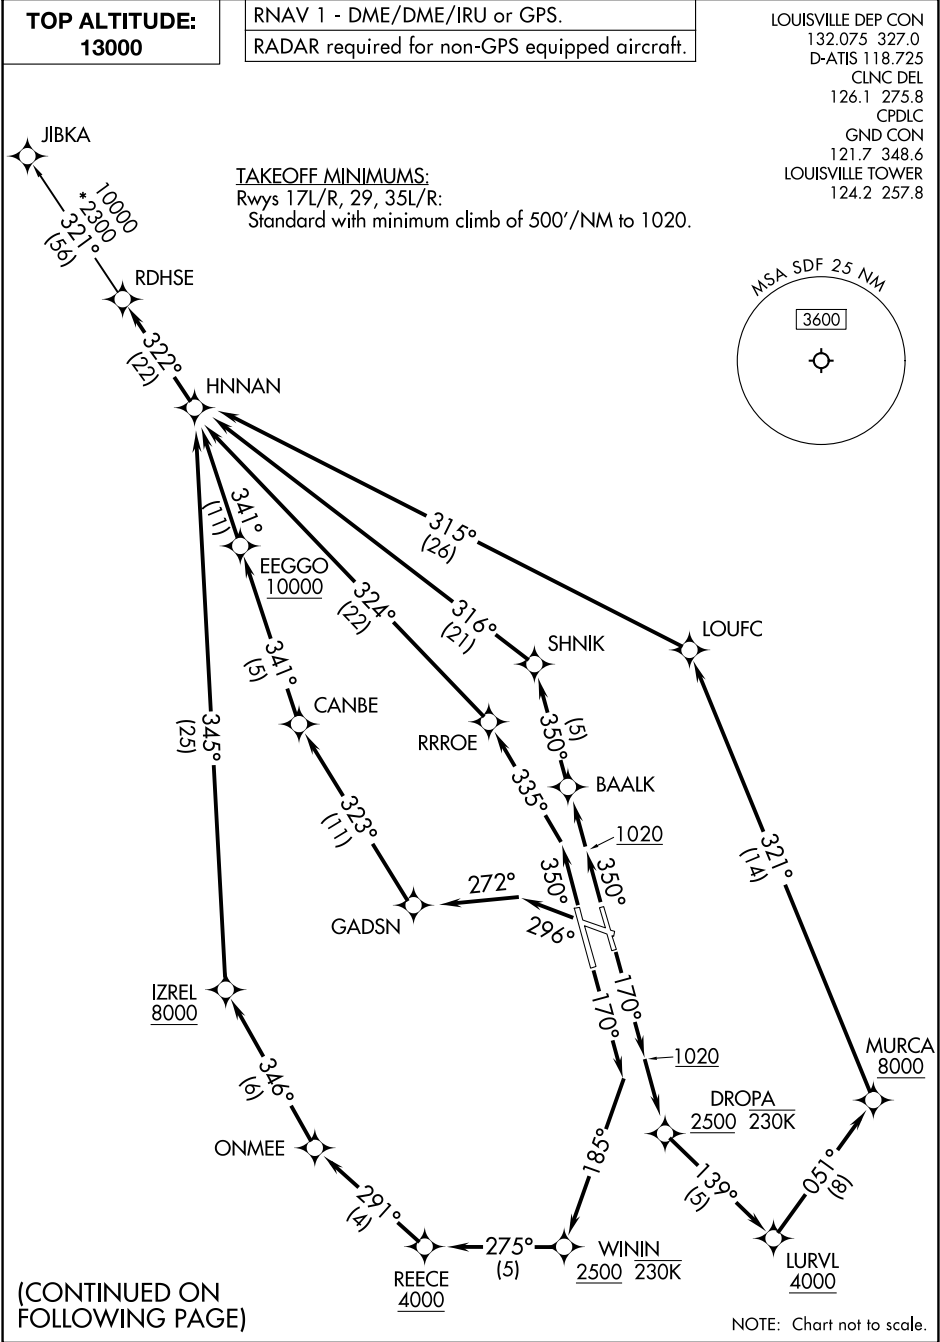 TOP ALTITUDE:
13000
RNAV 1 - DME/DME/IRU or GPS.
RADAR required for non-GPS equipped aircraft.
LOUISVILLE DEP CON
132.075 327.0
D-ATIS 118.725
CLNC DEL
126.1 275.8
CPDLC
GND CON
121.7 348.6
LOUISVILLE TOWER
124.2 257.8
JIBKA
TAKEOFF MINIMUMS:
Rwys 17L/R, 29, 35L/R:
Standard with minimum climb of 500'/NM to 1020.
10000
*2300
321°
(56)
RDHSE
MSA SDF 25 NM
3600
322°
(22)
HNNAN
341°
(11)
315°
(26)
EEGGO
10000
324°
(22)
316°
(21)
LOUFC
SHNIK
341°
(5)
CANBE
345°
(25)
RRROE
350°
(5)
335°
BAALK
323°
(11)
1020
321°
(14)
350°
350°
272°
GADSN
296°
IZREL
8000
170°
170°
1020
MURCA
8000
346°
(6)
DROPA
2500 230K
ONMEE
185°
139°
(5)
051°
(8)
291°
(4)
275°
(5)
WININ
2500 230K
REECE
4000
LURVL
4000
(CONTINUED ON
FOLLOWING PAGE)
NOTE: Chart not to scale.